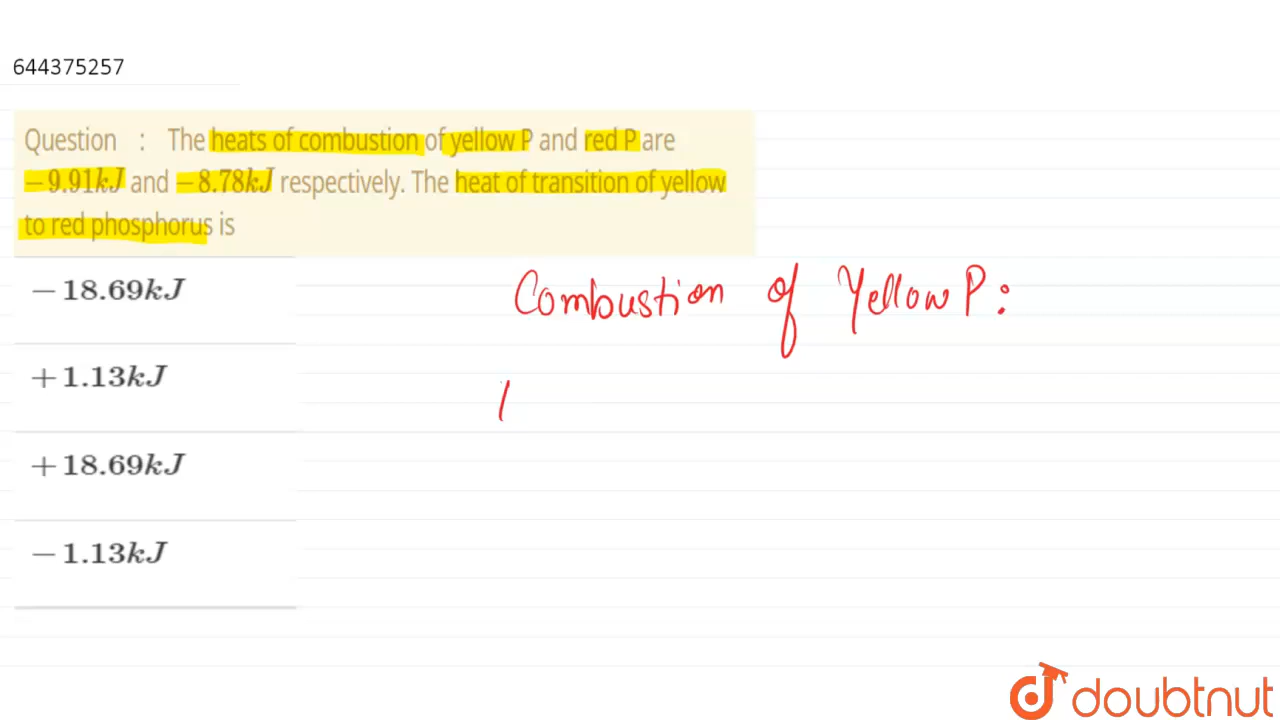 644375257
Question : The heats of combustion of yellow P and red P are
−9.91kJ and −8.78kJ respectively. The heat of transition of yellow
to red phosphorus is
−18.69kJ
Combustion of Yellow P:
+1.13kJ
+18.69kJ
−1.13kJ
doubtnut